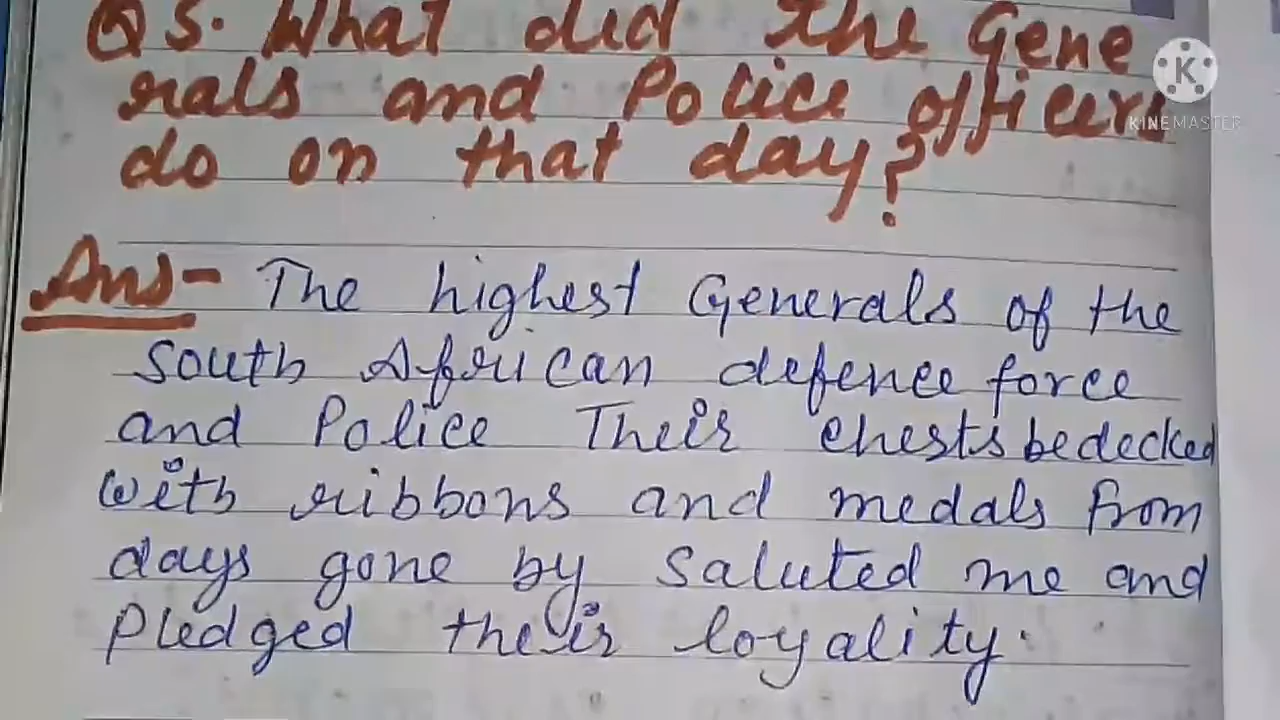 Q 5. What did the Gene
rals and Police officers
do on that day?
KINEMASTER
Ans- The highest Generals of the
South African defence force
and Police Their chests bedecked
with ribbons and medals from
days gone by saluted me and
Pledged their loyality.